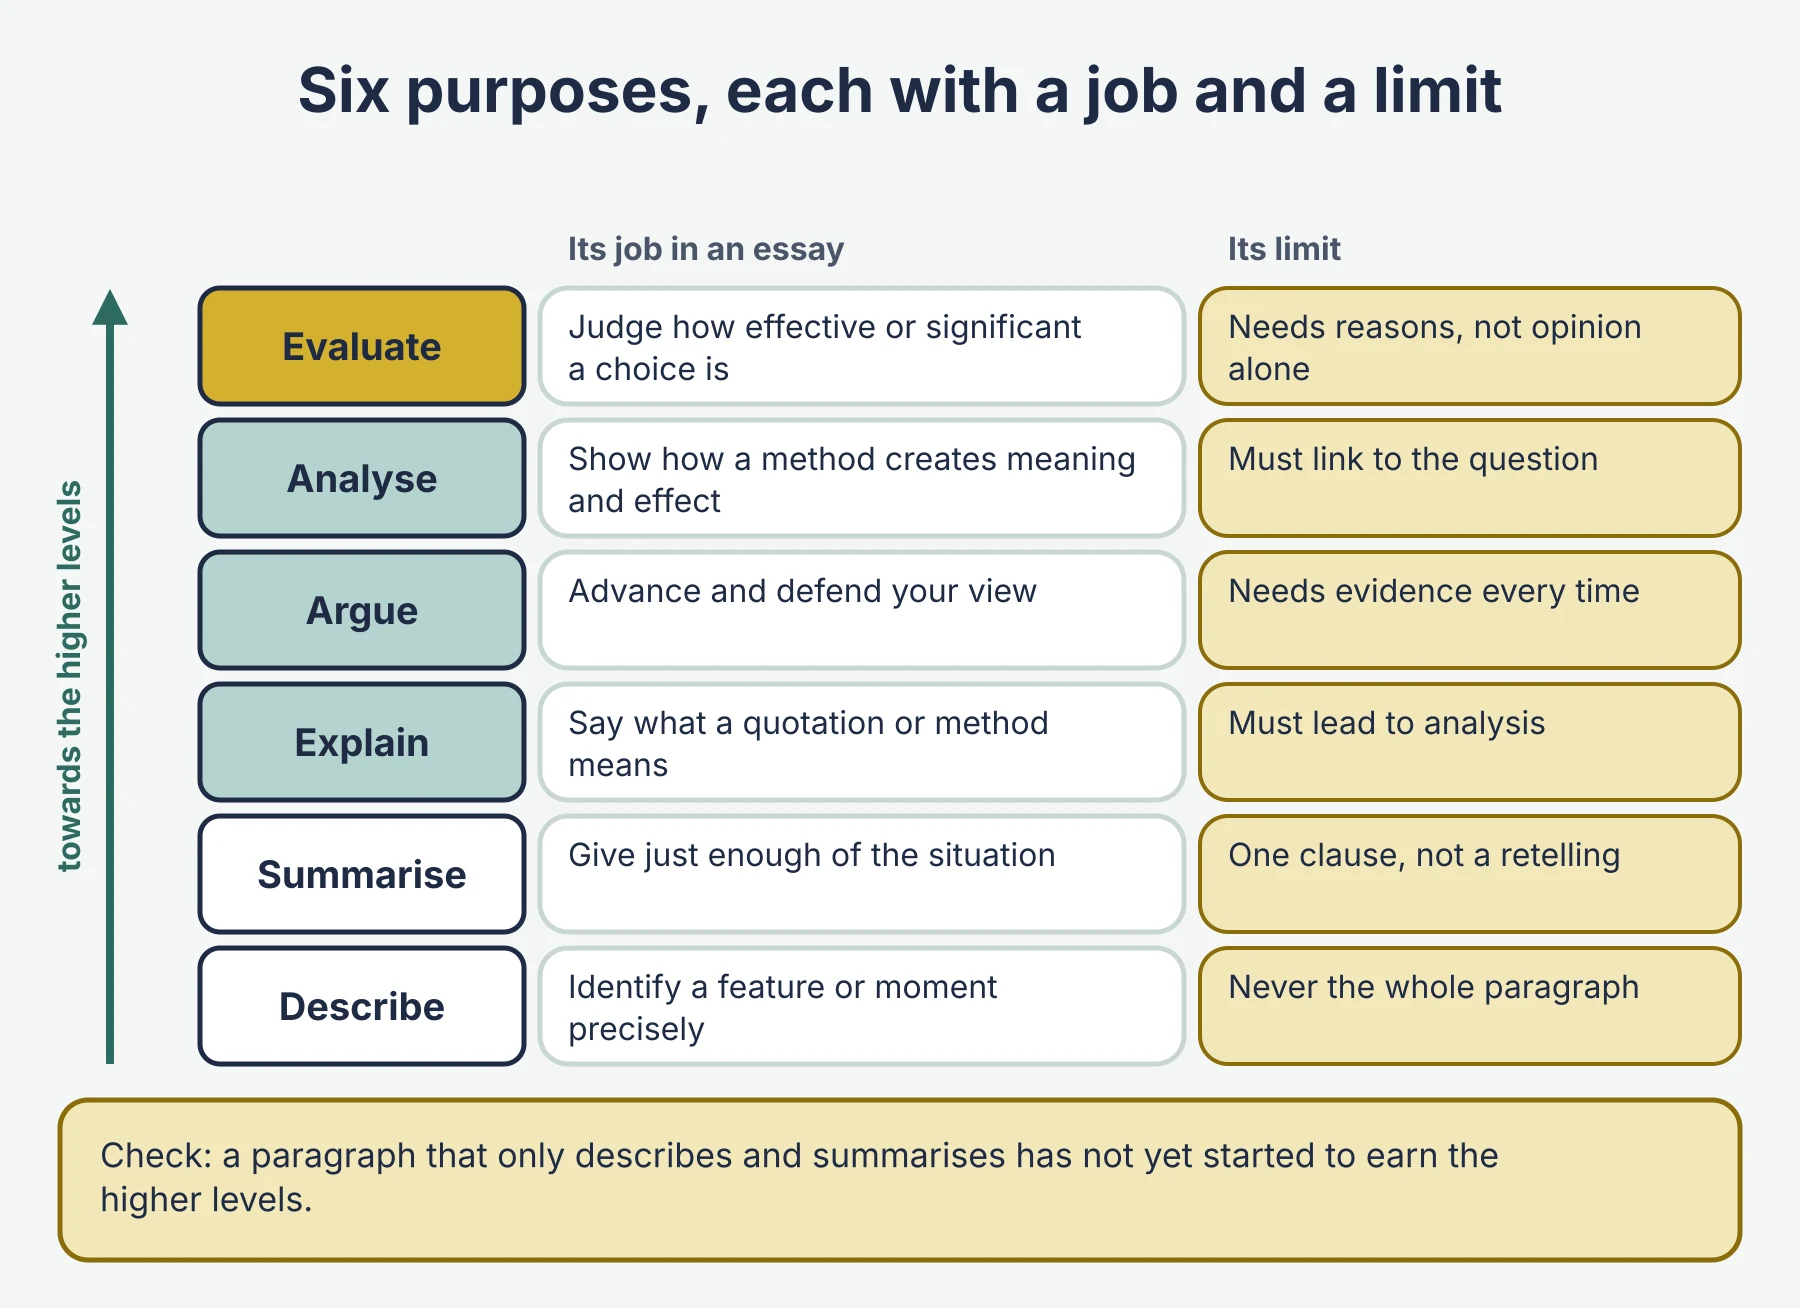 Six purposes, each with a job and a limit
Its job in an essay
Its limit
towards the higher levels
Evaluate
Judge how effective or significant
a choice is
Needs reasons, not opinion
alone
Analyse
Show how a method creates meaning
and effect
Must link to the question
Argue
Advance and defend your view
Needs evidence every time
Explain
Say what a quotation or method
means
Must lead to analysis
Summarise
Give just enough of the situation
One clause, not a retelling
Describe
Identify a feature or moment
precisely
Never the whole paragraph
Check: a paragraph that only describes and summarises has not yet started to earn the
higher levels.